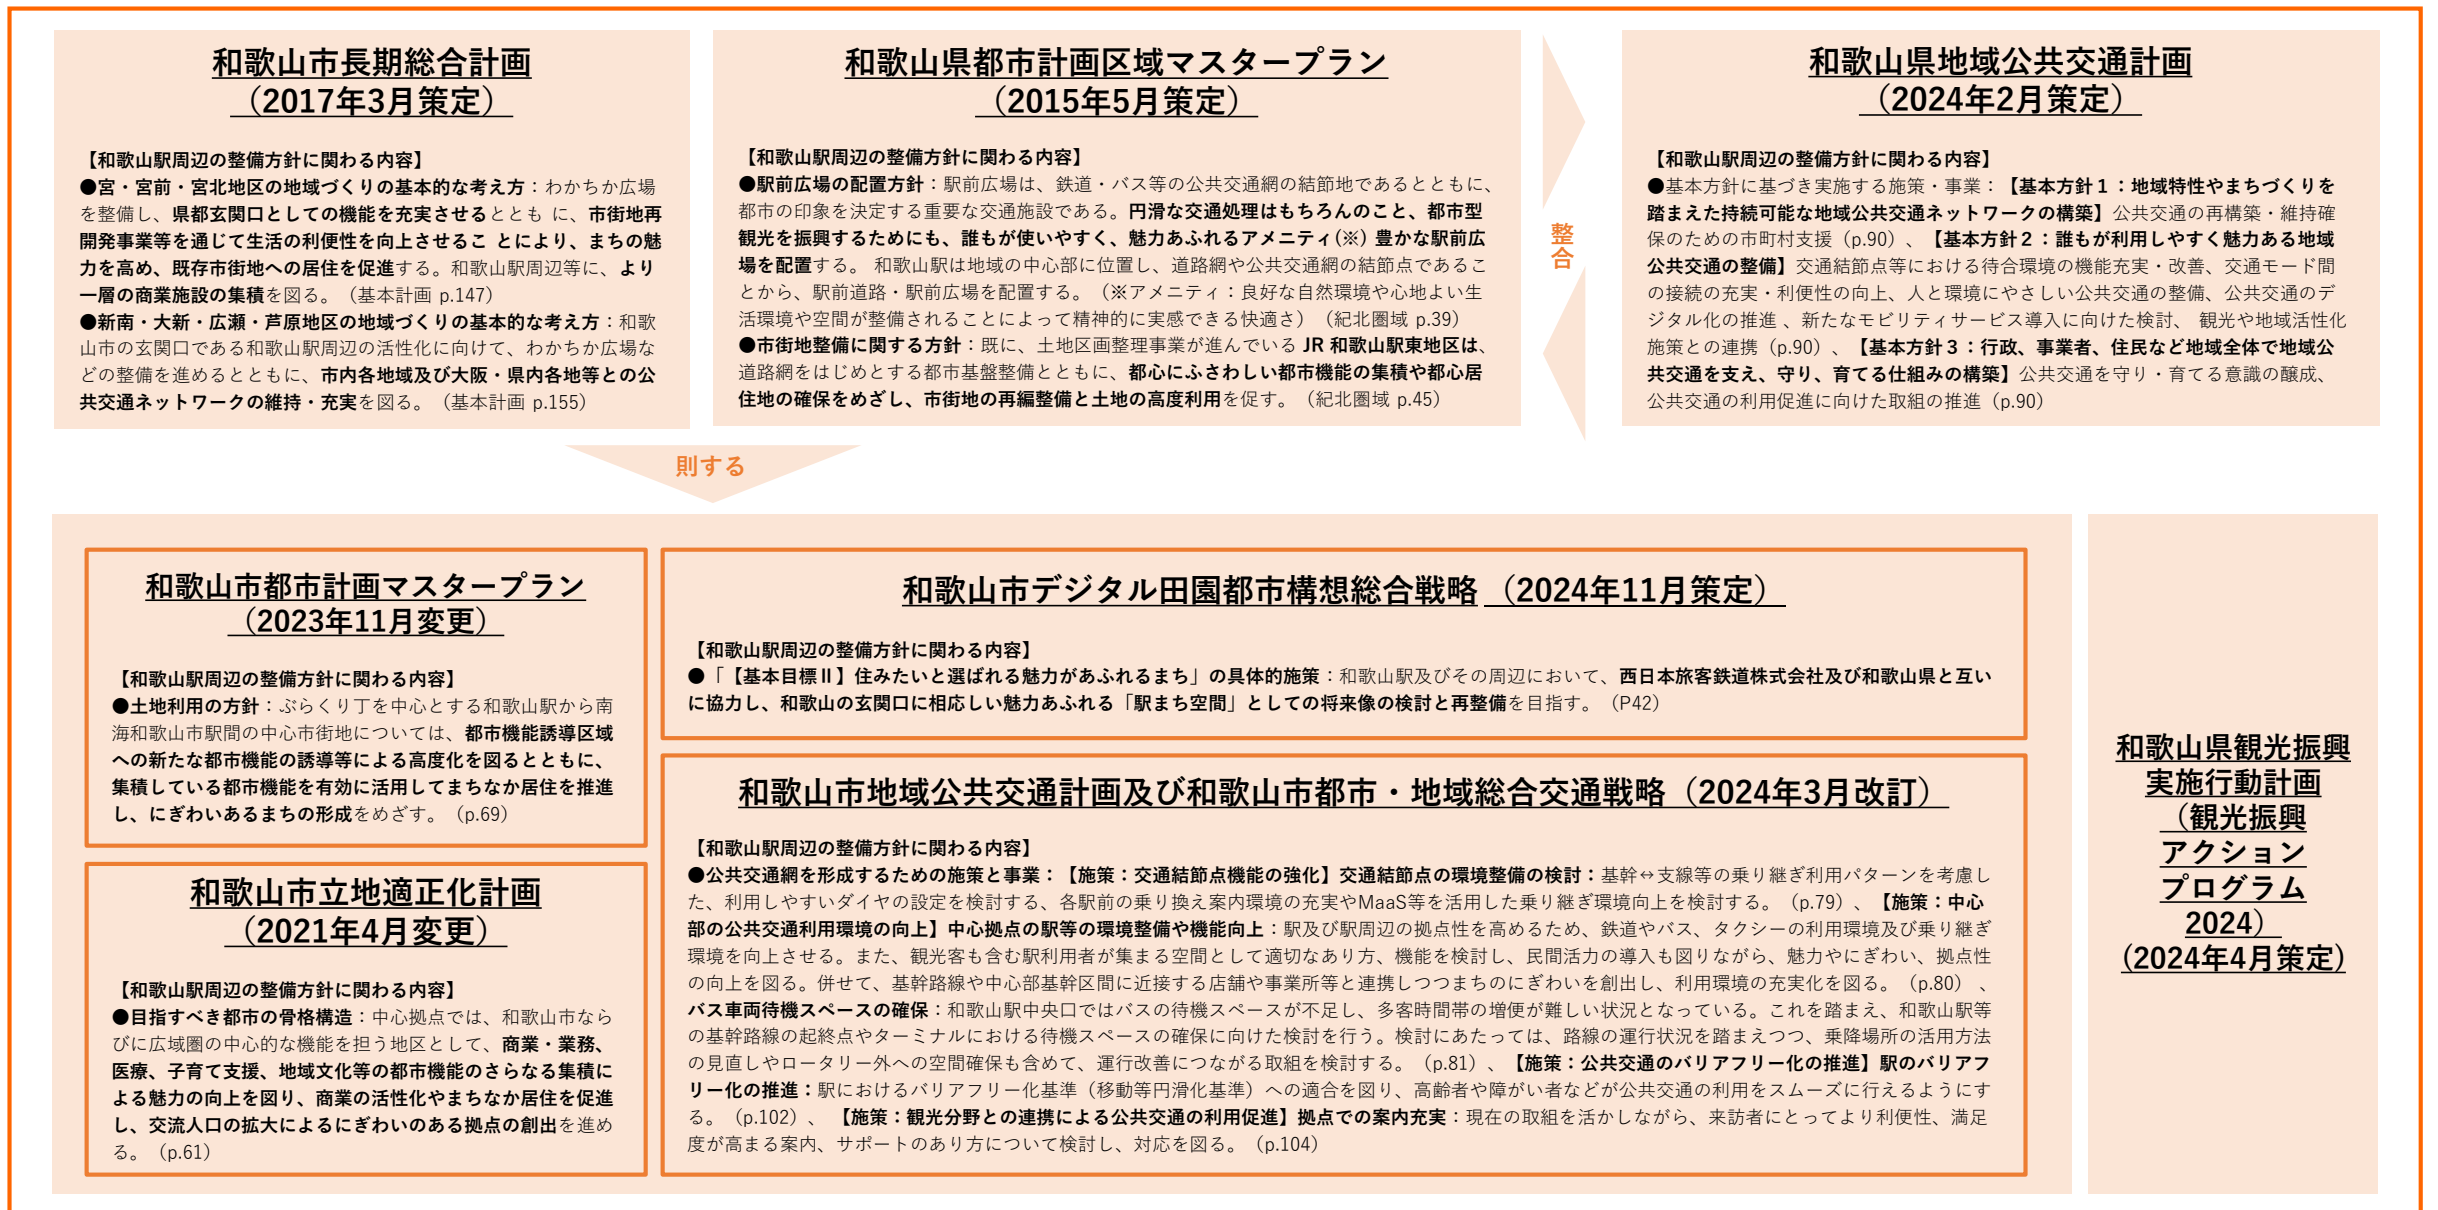 和歌山市長期総合計画
（2017年3月策定）
【和歌山駅周辺の整備方針に関わる内容】
●宮・宮前・宮北地区の地域づくりの基本的な考え方：わかちか広場
を整備し、県都玄関口としての機能を充実させるととも に、市街地再
開発事業等を通じて生活の利便性を向上させるこ とにより、まちの魅
力を高め、既存市街地への居住を促進する。和歌山駅周辺等に、より
一層の商業施設の集積を図る。（基本計画 p.147）
●新南・大新・広瀬・芦原地区の地域づくりの基本的な考え方：和歌
山市の玄関口である和歌山駅周辺の活性化に向けて、わかちか広場な
どの整備を進めるとともに、市内各地域及び大阪・県内各地等との公
共交通ネットワークの維持・充実を図る。（基本計画 p.155）
和歌山県都市計画区域マスタープラン
（2015年5月策定）
【和歌山駅周辺の整備方針に関わる内容】
●駅前広場の配置方針：駅前広場は、鉄道・バス等の公共交通網の結節地であるとともに、
都市の印象を決定する重要な交通施設である。円滑な交通処理はもちろんのこと、都市型
観光を振興するためにも、誰もが使いやすく、魅力あふれるアメニティ(※) 豊かな駅前広
場を配置する。 和歌山駅は地域の中心部に位置し、道路網や公共交通網の結節点であるこ
とから、駅前道路・駅前広場を配置する。（※アメニティ：良好な自然環境や心地よい生
活環境や空間が整備されることによって精神的に実感できる快適さ）（紀北圏域 p.39）
●市街地整備に関する方針：既に、土地区画整理事業が進んでいる JR 和歌山駅東地区は、
道路網をはじめとする都市基盤整備とともに、都心にふさわしい都市機能の集積や都心居
住地の確保をめざし、市街地の再編整備と土地の高度利用を促す。（紀北圏域 p.45）
整
合
和歌山県地域公共交通計画
（2024年2月策定）
【和歌山駅周辺の整備方針に関わる内容】
●基本方針に基づき実施する施策・事業：【基本方針１：地域特性やまちづくりを
踏まえた持続可能な地域公共交通ネットワークの構築】公共交通の再構築・維持確
保のための市町村支援（p.90）、【基本方針２：誰もが利用しやすく魅力ある地域
公共交通の整備】交通結節点等における待合環境の機能充実・改善、交通モード間
の接続の充実・利便性の向上、人と環境にやさしい公共交通の整備、公共交通のデ
ジタル化の推進 、新たなモビリティサービス導入に向けた検討、 観光や地域活性化
施策との連携（p.90）、【基本方針３：行政、事業者、住民など地域全体で地域公
共交通を支え、守り、育てる仕組みの構築】公共交通を守り・育てる意識の醸成、
公共交通の利用促進に向けた取組の推進（p.90）
則する
和歌山市都市計画マスタープラン
（2023年11月変更）
【和歌山駅周辺の整備方針に関わる内容】
●土地利用の方針：ぶらくり丁を中心とする和歌山駅から南
海和歌山市駅間の中心市街地については、都市機能誘導区域
への新たな都市機能の誘導等による高度化を図るとともに、
集積している都市機能を有効に活用してまちなか居住を推進
し、にぎわいあるまちの形成をめざす。（p.69）
和歌山市立地適正化計画
（2021年4月変更）
【和歌山駅周辺の整備方針に関わる内容】
●目指すべき都市の骨格構造：中心拠点では、和歌山市なら
びに広域圏の中心的な機能を担う地区として、商業・業務、
医療、子育て支援、地域文化等の都市機能のさらなる集積に
よる魅力の向上を図り、商業の活性化やまちなか居住を促進
し、交流人口の拡大によるにぎわいのある拠点の創出を進め
る。（p.61）
和歌山市デジタル田園都市構想総合戦略（2024年11月策定）
【和歌山駅周辺の整備方針に関わる内容】
●「【基本目標Ⅱ】住みたいと選ばれる魅力があふれるまち」の具体的施策：和歌山駅及びその周辺において、西日本旅客鉄道株式会社及び和歌山県と互い
に協力し、和歌山の玄関口に相応しい魅力あふれる「駅まち空間」としての将来像の検討と再整備を目指す。（P42）
和歌山市地域公共交通計画及び和歌山市都市・地域総合交通戦略（2024年3月改訂）
【和歌山駅周辺の整備方針に関わる内容】
●公共交通網を形成するための施策と事業：【施策：交通結節点機能の強化】交通結節点の環境整備の検討：基幹⇔支線等の乗り継ぎ利用パターンを考慮し
た、利用しやすいダイヤの設定を検討する、各駅前の乗り換え案内環境の充実やMaaS等を活用した乗り継ぎ環境向上を検討する。（p.79）、【施策：中心
部の公共交通利用環境の向上】中心拠点の駅等の環境整備や機能向上：駅及び駅周辺の拠点性を高めるため、鉄道やバス、タクシーの利用環境及び乗り継ぎ
環境を向上させる。また、観光客も含む駅利用者が集まる空間として適切なあり方、機能を検討し、民間活力の導入も図りながら、魅力やにぎわい、拠点性
の向上を図る。併せて、基幹路線や中心部基幹区間に近接する店舗や事業所等と連携しつつまちのにぎわいを創出し、利用環境の充実化を図る。（p.80）、
バス車両待機スペースの確保：和歌山駅中央口ではバスの待機スペースが不足し、多客時間帯の増便が難しい状況となっている。これを踏まえ、和歌山駅等
の基幹路線の起終点やターミナルにおける待機スペースの確保に向けた検討を行う。検討にあたっては、路線の運行状況を踏まえつつ、乗降場所の活用方法
の見直しやロータリー外への空間確保も含めて、運行改善につながる取組を検討する。（p.81）、【施策：公共交通のバリアフリー化の推進】駅のバリアフ
リー化の推進：駅におけるバリアフリー化基準（移動等円滑化基準）への適合を図り、高齢者や障がい者などが公共交通の利用をスムーズに行えるようにす
る。（p.102）、【施策：観光分野との連携による公共交通の利用促進】拠点での案内充実：現在の取組を活かしながら、来訪者にとってより利便性、満足
度が高まる案内、サポートのあり方について検討し、対応を図る。（p.104）
和歌山県観光振興
実施行動計画
（観光振興
アクション
プログラム
2024）
(2024年4月策定)